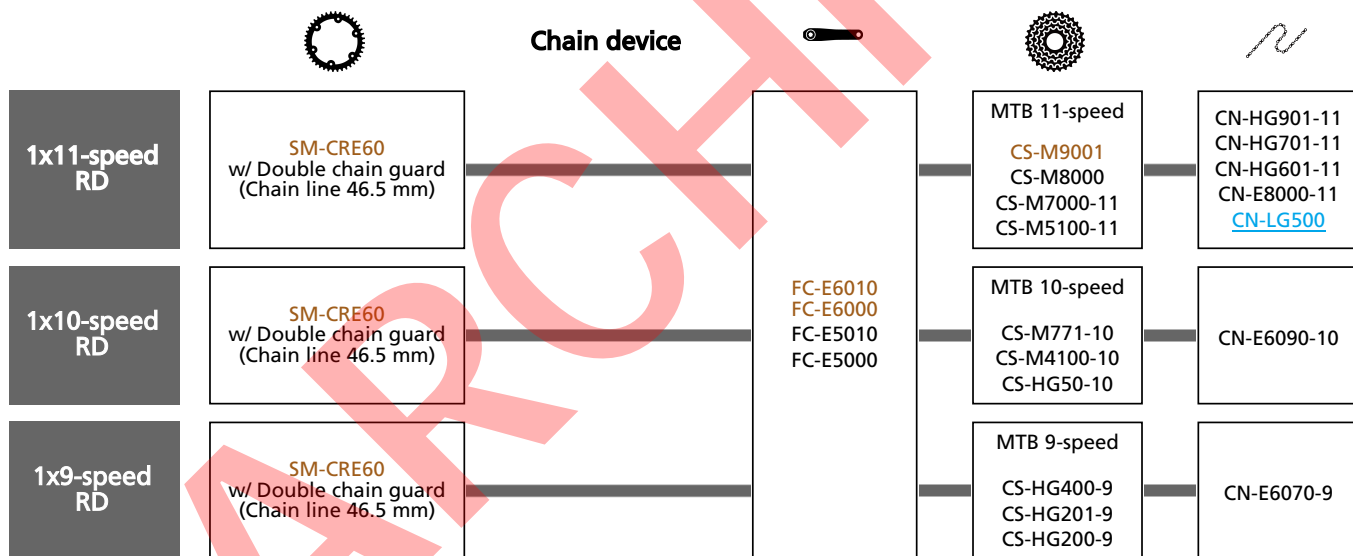 Chain device
1x11-speed
RD
SM-CRE60
w/ Double chain guard
(Chain line 46.5 mm)
MTB 11-speed
CS-M9001
CS-M8000
CS-M7000-11
CS-M5100-11
CN-HG901-11
CN-HG701-11
CN-HG601-11
CN-E8000-11
CN-LG500
1x10-speed
RD
SM-CRE60
w/ Double chain guard
(Chain line 46.5 mm)
FC-E6010
FC-E6000
FC-E5010
FC-E5000
MTB 10-speed
CS-M771-10
CS-M4100-10
CS-HG50-10
CN-E6090-10
1x9-speed
RD
SM-CRE60
w/ Double chain guard
(Chain line 46.5 mm)
MTB 9-speed
CS-HG400-9
CS-HG201-9
CS-HG200-9
CN-E6070-9
ARCHI